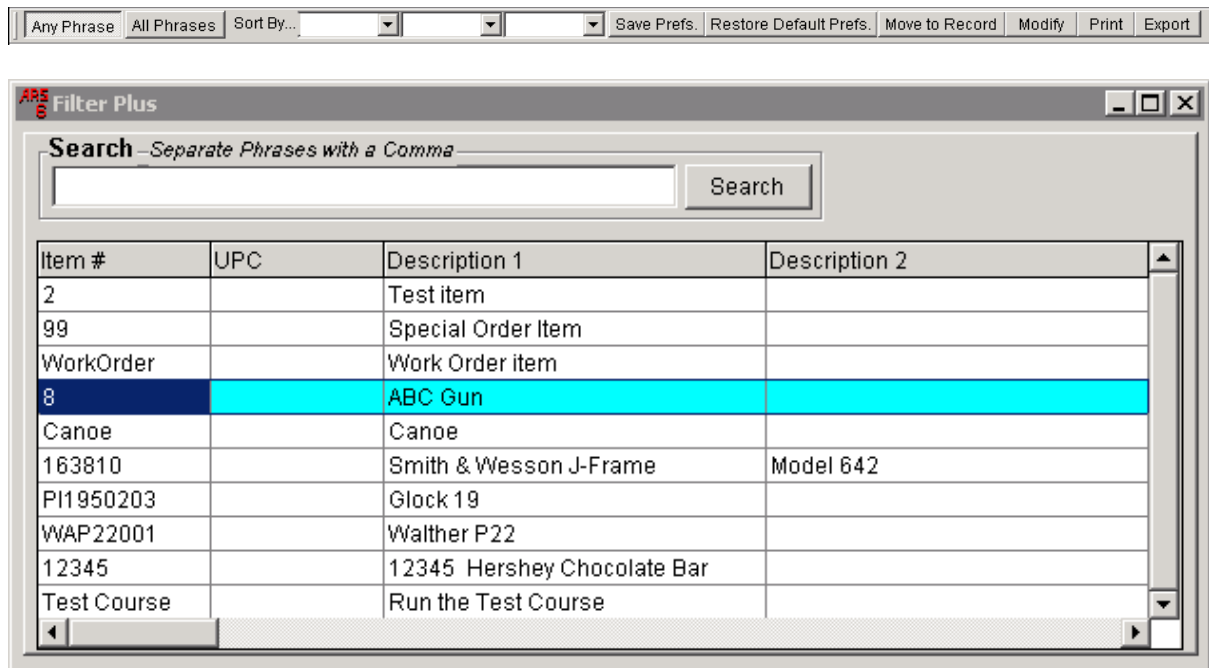 Any Phrase All Phrases Sort By... Save Prefs. Restore Default Prefs. Move to Record Modify Print Export
ARS 8 Filter Plus
Search Separate Phrases with a Comma
Search
Item # UPC Description 1 Description 2
2 Test item
99 Special Order Item
WorkOrder Work Order item
8 ABC Gun
Canoe Canoe
163810 Smith & Wesson J-Frame Model 642
PI1950203 Glock 19
WAP22001 Walther P22
12345 12345 Hershey Chocolate Bar
Test Course Run the Test Course